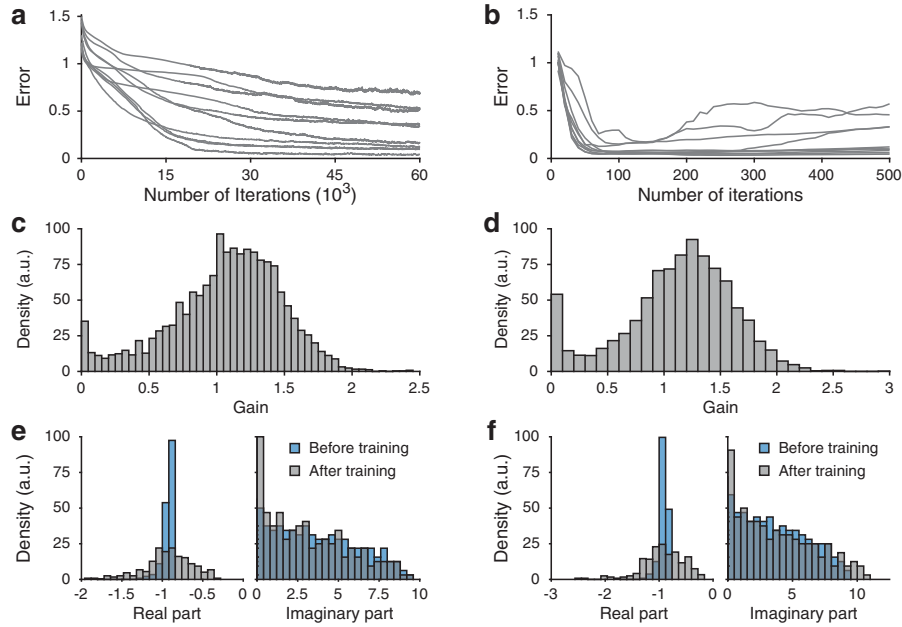 a
1.5
1
0.5
0
Error
0 15 30 45 60
Number of Iterations (10³)
b
1.5
1
0.5
0
Error
0 100 200 300 400 500
Number of iterations
c
100
75
50
25
0
Density (a.u.)
0 0.5 1 1.5 2 2.5
Gain
d
100
75
50
25
0
Density (a.u.)
0 0.5 1 1.5 2 2.5 3
Gain
e
100
75
50
25
0
Density (a.u.)
Before training
After training
-2 -1.5 -1 -0.5 0
0 2.5 5 7.5 10
Real part
Imaginary part
f
100
75
50
25
0
Density (a.u.)
Before training
After training
-3 -2 -1 0
0 5 10
Real part
Imaginary part